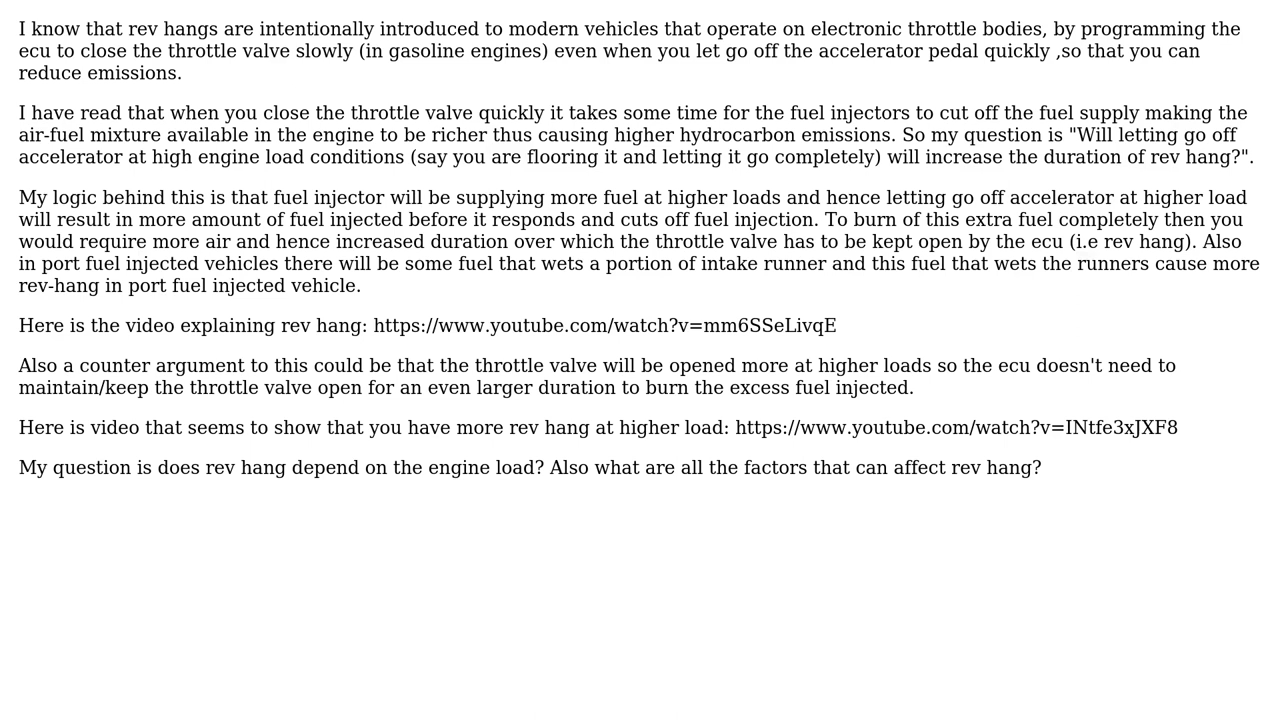 I know that rev hangs are intentionally introduced to modern vehicles that operate on electronic throttle bodies, by programming the
ecu to close the throttle valve slowly (in gasoline engines) even when you let go off the accelerator pedal quickly ,so that you can
reduce emissions.
I have read that when you close the throttle valve quickly it takes some time for the fuel injectors to cut off the fuel supply making the
air-fuel mixture available in the engine to be richer thus causing higher hydrocarbon emissions. So my question is "Will letting go off
accelerator at high engine load conditions (say you are flooring it and letting it go completely) will increase the duration of rev hang?".
My logic behind this is that fuel injector will be supplying more fuel at higher loads and hence letting go off accelerator at higher load
will result in more amount of fuel injected before it responds and cuts off fuel injection. To burn of this extra fuel completely then you
would require more air and hence increased duration over which the throttle valve has to be kept open by the ecu (i.e rev hang). Also
in port fuel injected vehicles there will be some fuel that wets a portion of intake runner and this fuel that wets the runners cause more
rev-hang in port fuel injected vehicle.
Here is the video explaining rev hang: https://www.youtube.com/watch?v=mm6SSeLivqE
Also a counter argument to this could be that the throttle valve will be opened more at higher loads so the ecu doesn't need to
maintain/keep the throttle valve open for an even larger duration to burn the excess fuel injected.
Here is video that seems to show that you have more rev hang at higher load: https://www.youtube.com/watch?v=INtfe3xJXF8
My question is does rev hang depend on the engine load? Also what are all the factors that can affect rev hang?